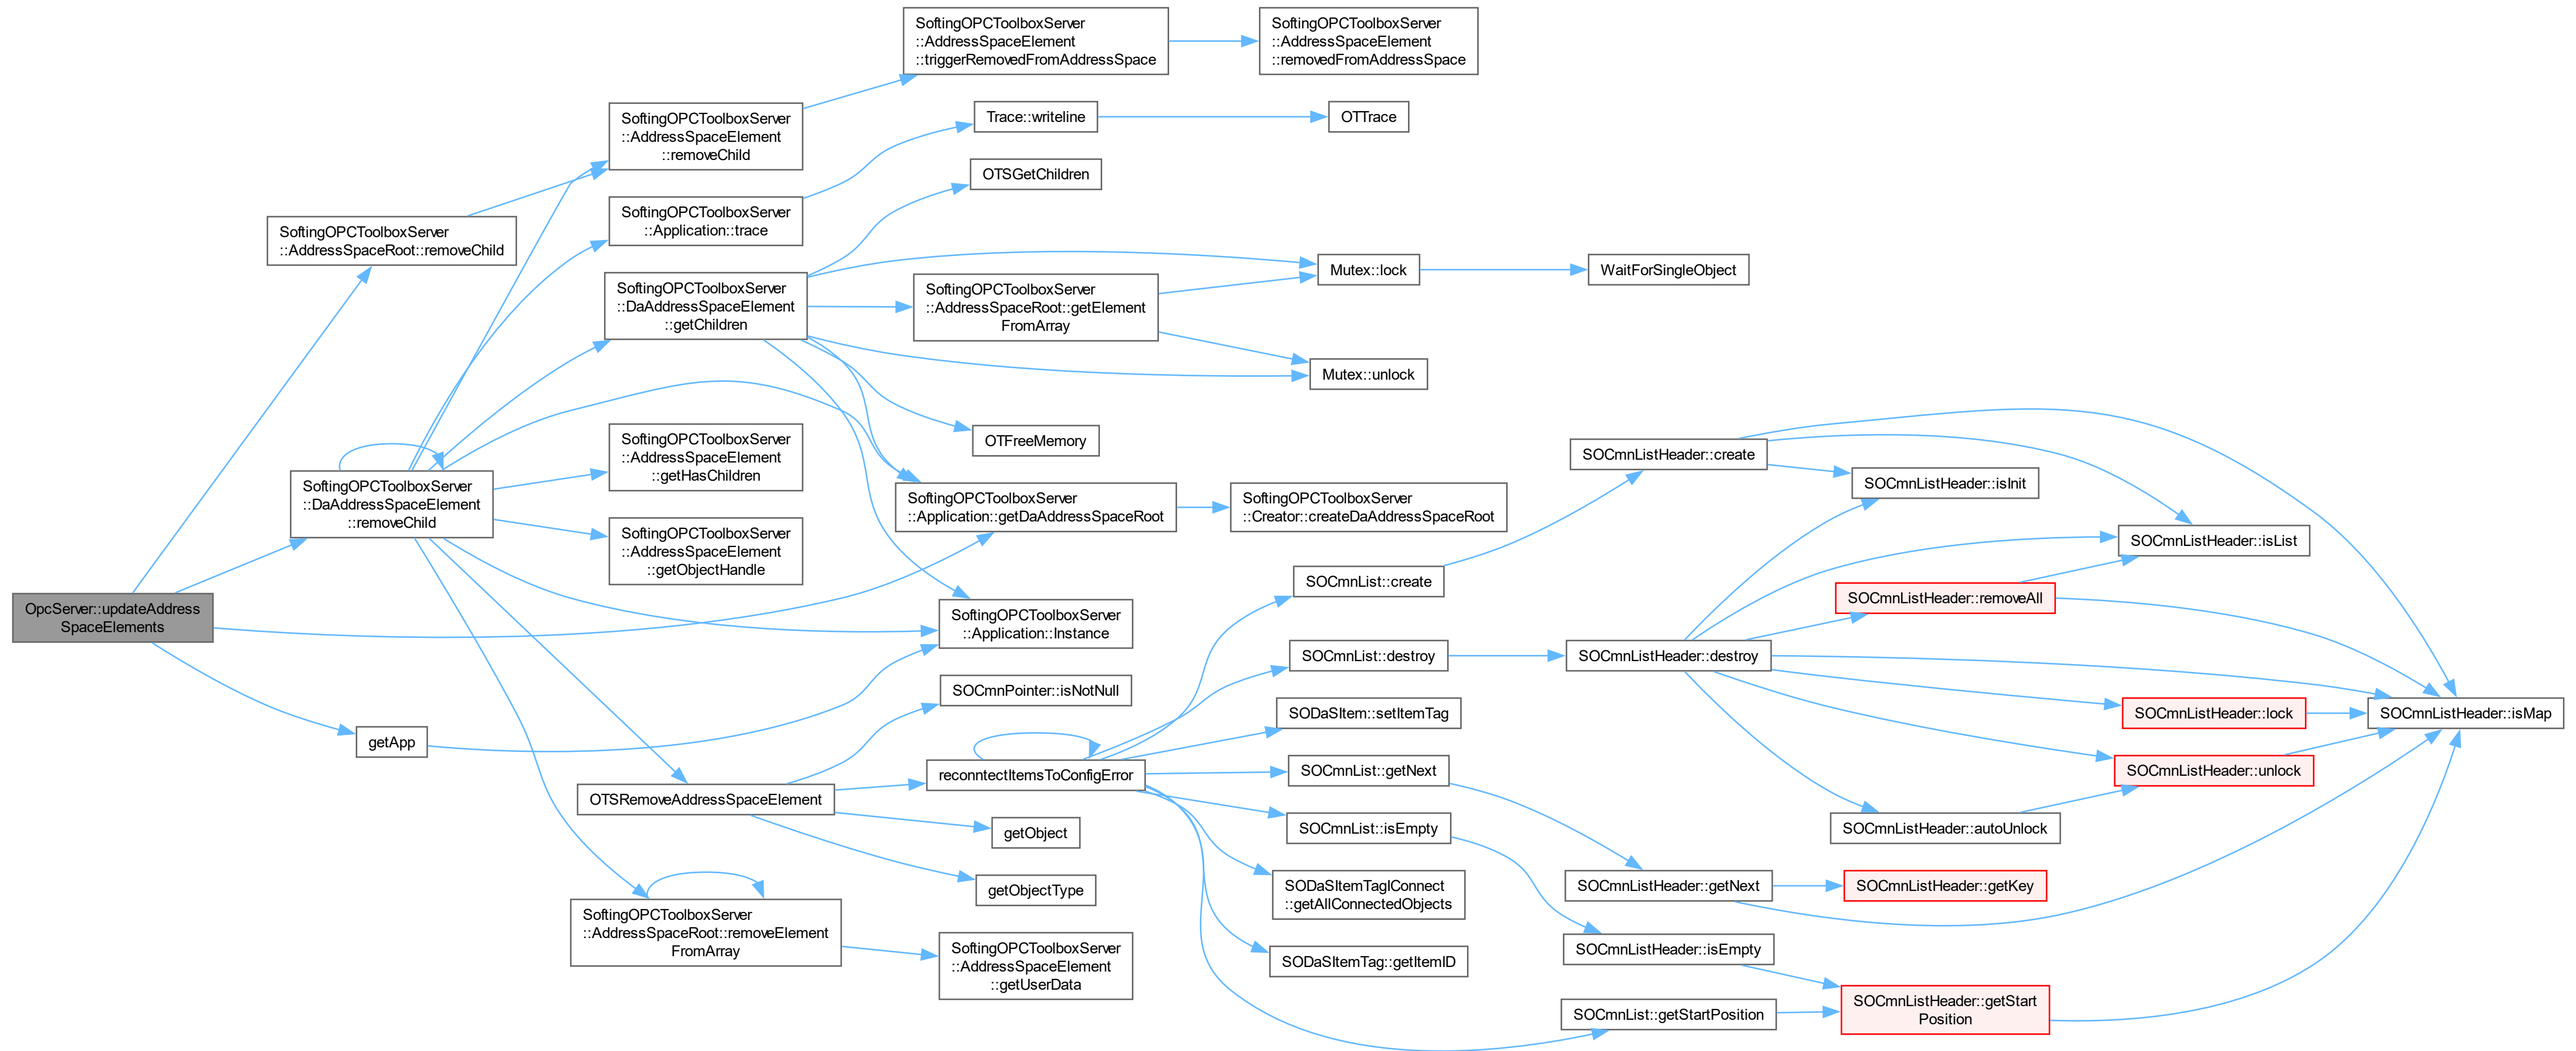 OpcServer::updateAddress
SpaceElements
SoftingOPCToolboxServer
::AddressSpaceRoot::removeChild
SoftingOPCToolboxServer
::DaAddressSpaceElement
::removeChild
getApp
SoftingOPCToolboxServer
::AddressSpaceElement
::removeChild
SoftingOPCToolboxServer
::Application::trace
SoftingOPCToolboxServer
::DaAddressSpaceElement
::getChildren
SoftingOPCToolboxServer
::AddressSpaceElement
::getHasChildren
SoftingOPCToolboxServer
::AddressSpaceElement
::getObjectHandle
OTSRemoveAddressSpaceElement
SoftingOPCToolboxServer
::AddressSpaceRoot::removeElement
FromArray
SoftingOPCToolboxServer
::AddressSpaceElement
::triggerRemovedFromAddressSpace
Trace::writeline
OTSGetChildren
SoftingOPCToolboxServer
::AddressSpaceRoot::getElement
FromArray
OTFreeMemory
SoftingOPCToolboxServer
::Application::getDaAddressSpaceRoot
SoftingOPCToolboxServer
::Application::Instance
SOCmnPointer::isNotNull
reconntectItemsToConfigError
getObject
getObjectType
SoftingOPCToolboxServer
::AddressSpaceElement
::getUserData
SoftingOPCToolboxServer
::AddressSpaceElement
::removedFromAddressSpace
OTTrace
Mutex::lock
Mutex::unlock
SoftingOPCToolboxServer
::Creator::createDaAddressSpaceRoot
SOCmnList::create
SOCmnList::destroy
SODaSItem::setItemTag
SOCmnList::getNext
SOCmnList::isEmpty
SODaSItemTagIConnect
::getAllConnectedObjects
SODaSItemTag::getItemID
WaitForSingleObject
SOCmnListHeader::create
SOCmnListHeader::destroy
SOCmnListHeader::getNext
SOCmnListHeader::isEmpty
SOCmnList::getStartPosition
SOCmnListHeader::isInit
SOCmnListHeader::removeAll
SOCmnListHeader::autoUnlock
SOCmnListHeader::getKey
SOCmnListHeader::getStart
Position
SOCmnListHeader::isList
SOCmnListHeader::lock
SOCmnListHeader::unlock
SOCmnListHeader::isMap